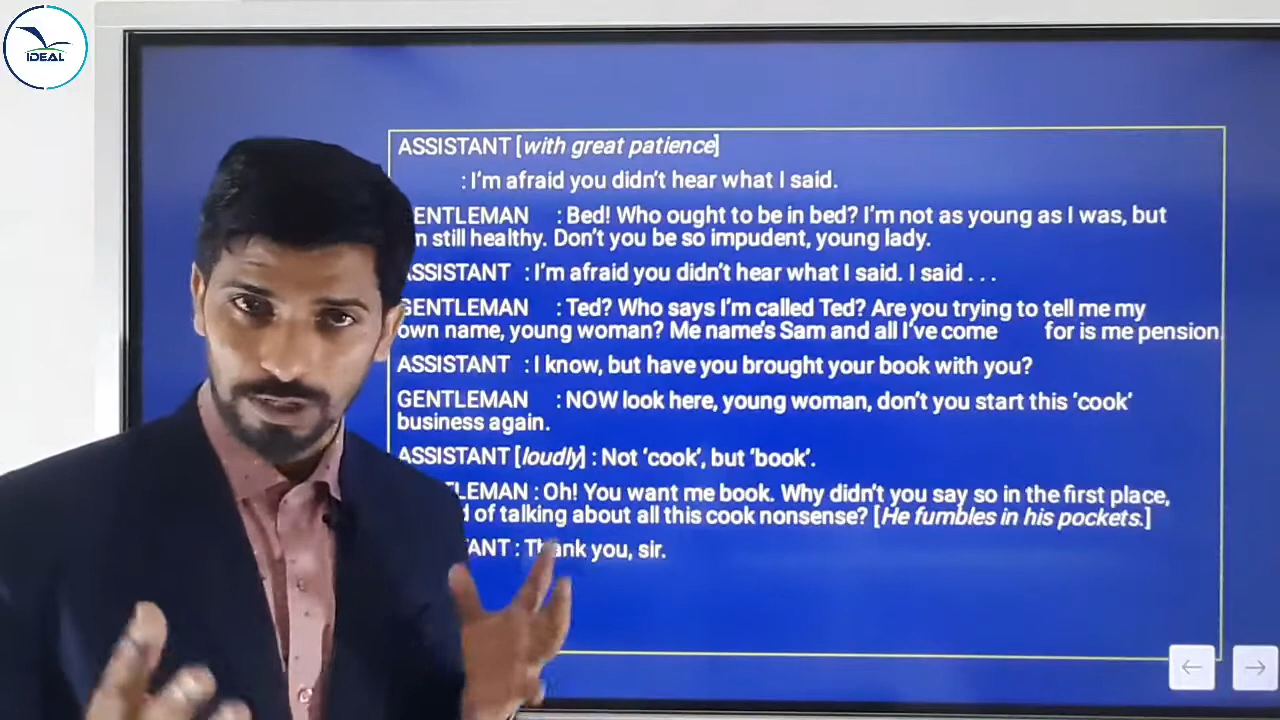 iDEAL
ASSISTANT [with great patience]
: I'm afraid you didn't hear what I said.
ENTLEMAN : Bed! Who ought to be in bed? I'm not as young as I was, but
still healthy. Don't you be so impudent, young lady.
ASSISTANT : I'm afraid you didn't hear what I said. I said . . .
GENTLEMAN : Ted? Who says I'm called Ted? Are you trying to tell me my
own name, young woman? Me name's Sam and all I've come for is me pension
ASSISTANT : I know, but have you brought your book with you?
GENTLEMAN : NOW look here, young woman, don't you start this 'cook'
business again.
ASSISTANT [loudly] : Not 'cook', but 'book'.
LEMAN : Oh! You want me book. Why didn't you say so in the first place,
d of talking about all this cook nonsense? [He fumbles in his pockets.]
TANT : Thank you, sir.